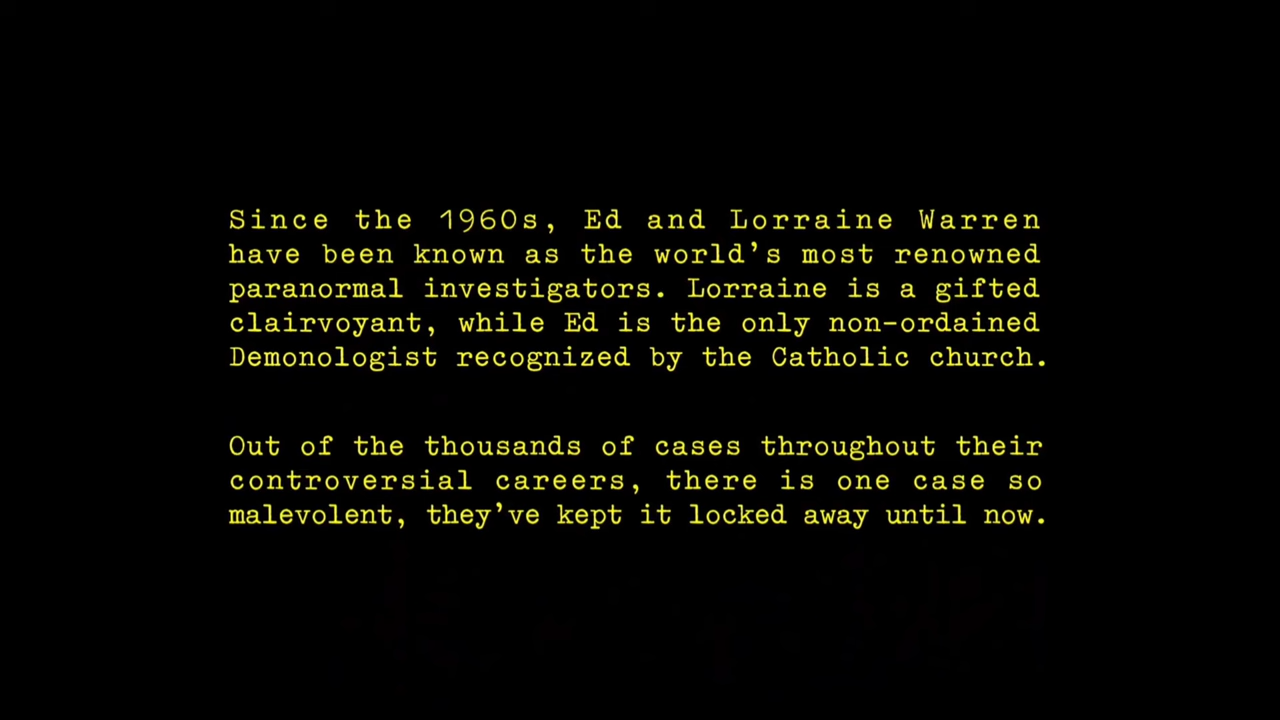 Since the 1960s, Ed and Lorraine Warren
have been known as the world's most renowned
paranormal investigators. Lorraine is a gifted
clairvoyant, while Ed is the only non-ordained
Demonologist recognized by the Catholic church.
Out of the thousands of cases throughout their
controversial careers, there is one case so
malevolent, they've kept it locked away until now.